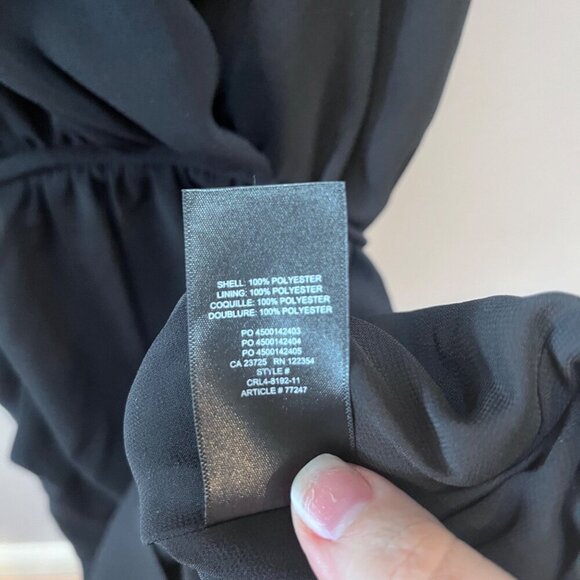 SHELL: 100% POLYESTER
LINING: 100% POLYESTER
COQUILLE: 100% POLYESTER
DOUBLURE: 100% POLYESTER
PO 4500142403
PO 4500142404
PO 4500142405
CA 23725 RN 122354
STYLE #
CRL4-8192-11
ARTICLE # 77247